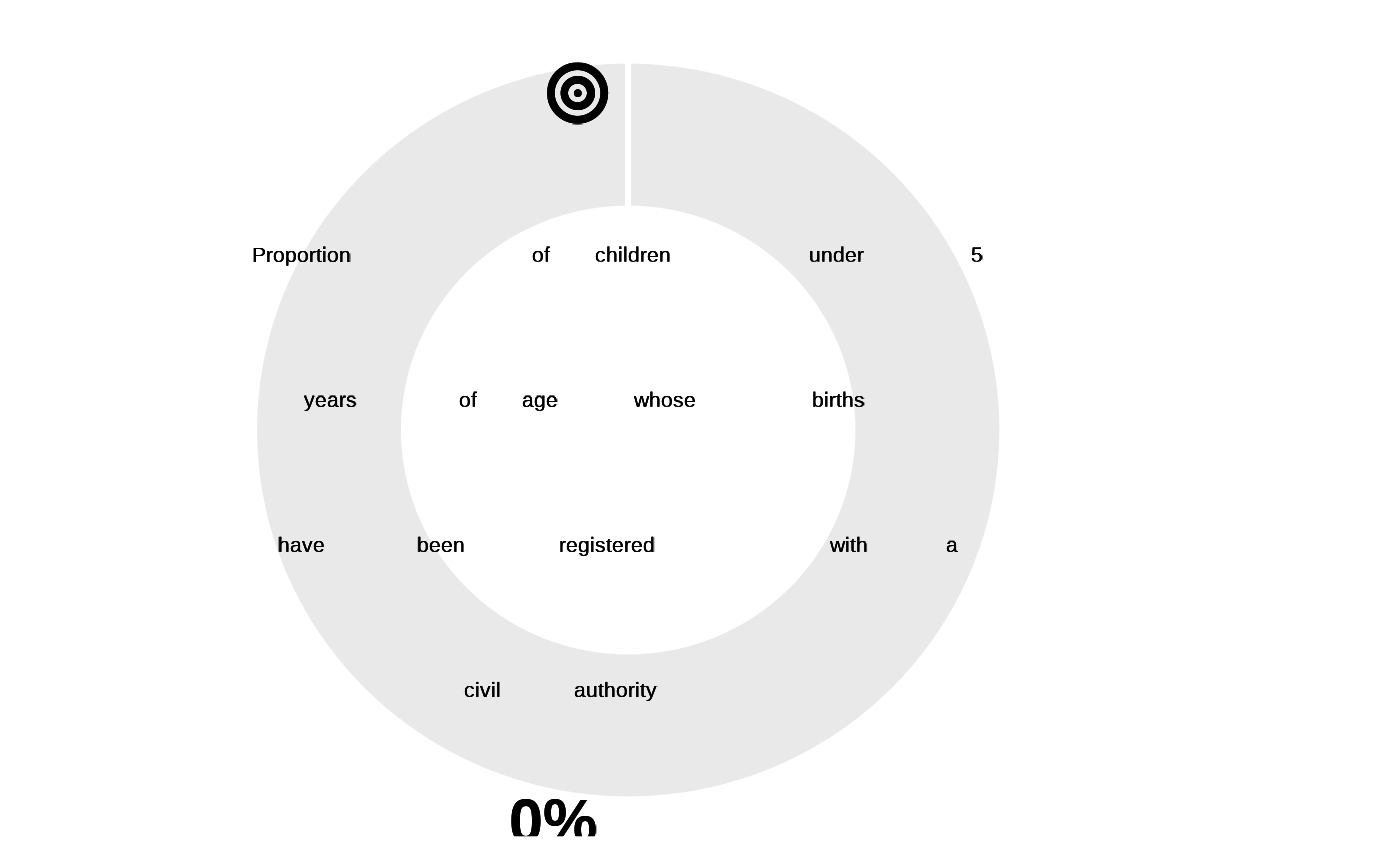 Proportion of children under 5
years of age whose births
have been registered with a
civil authority
0%